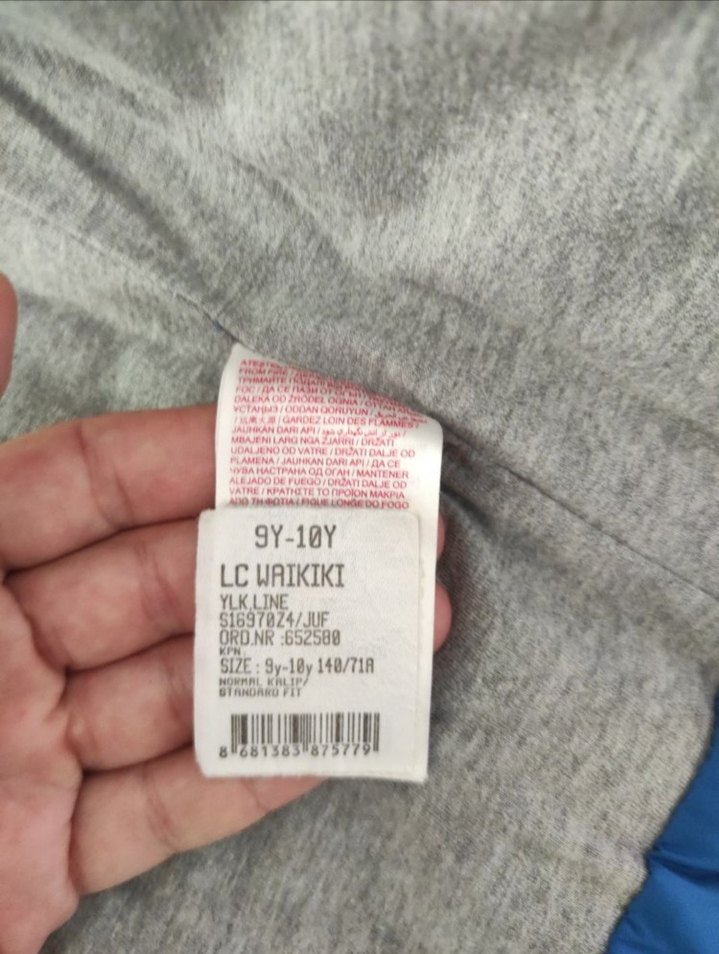 FROM FIRE /
DALEKA OD ŹRÓDEŁ OGNIA /
ҰСТАҢЫЗ / ODDAN QORUYUN /
/ GARDEZ LOIN DES FLAMMES /
JAUHKAN DARI API /
MBAJENI LARG NGA ZJARRI / DRŽATI
UDALJENO OD VATRE / DRŽATI DALJE OD
PLAMENA / JAUHKAN DARI API / ДА СЕ
ЧУВА НАСТРАНА ОД ОГАН / MANTENER
ALEJADO DE FUEGO / DRŽATI DALJE OD
VATRE / ΚΡΑΤΗΣΤΕ ΤΟ ΠΡΟΪΟΝ ΜΑΚΡΙΑ
ΑΠΟ ΤΗ ΦΩΤΙΑ / FIQUE LONGE DO FOGO
9Y-10Y
LC WAIKIKI
YLK.LINE
S16970Z4/JUF
ORD.NR :652580
KPN.
SIZE : 9y-10y 140/71A
NORMAL KALIP/
STANDARD FIT
8 681383 875779